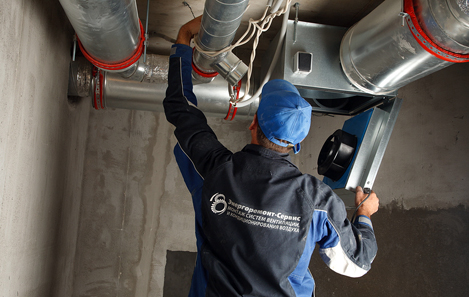 Энергоремонт-Сервис
МОНТАЖ СИСТЕМ ВЕНТИЛЯЦИИ
И КОНДИЦИОНИРОВАНИЯ ВОЗДУХА